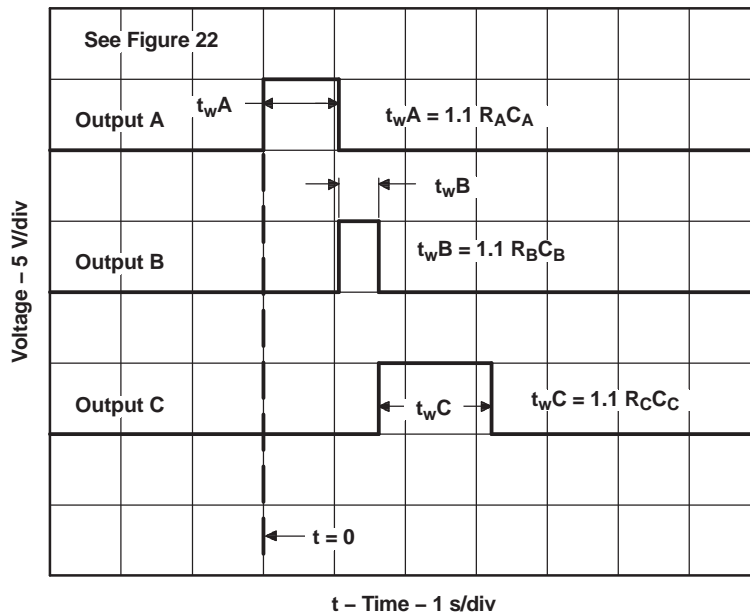 See Figure 22
twA
Output A
twA = 1.1 RACA
twB
Output B
twB = 1.1 RBCB
Output C
twC
twC = 1.1 RCCC
t = 0
Voltage – 5 V/div
t – Time – 1 s/div